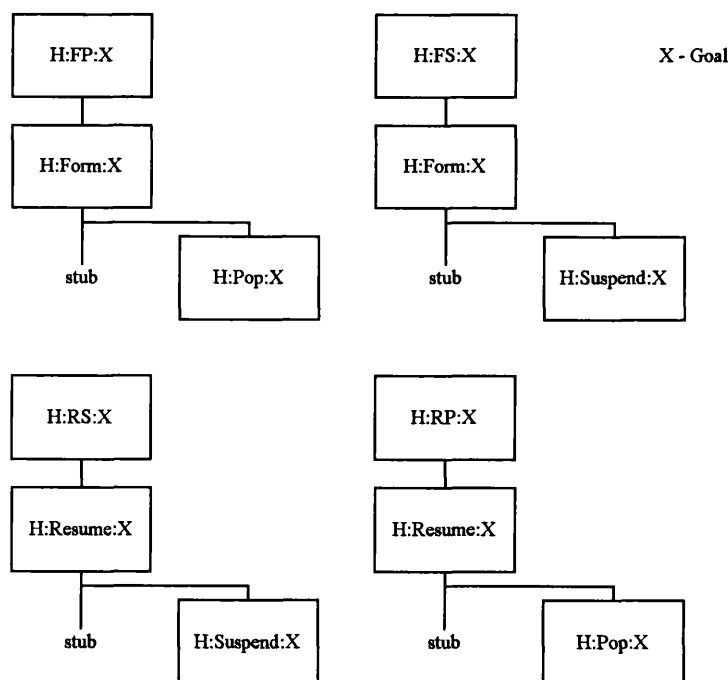 H:FP:X
H:FS:X
X - Goal
H:Form:X
H:Form:X
stub
H:Pop:X
stub
H:Suspend:X
H:RS:X
H:RP:X
H:Resume:X
H:Resume:X
stub
H:Suspend:X
stub
H:Pop:X